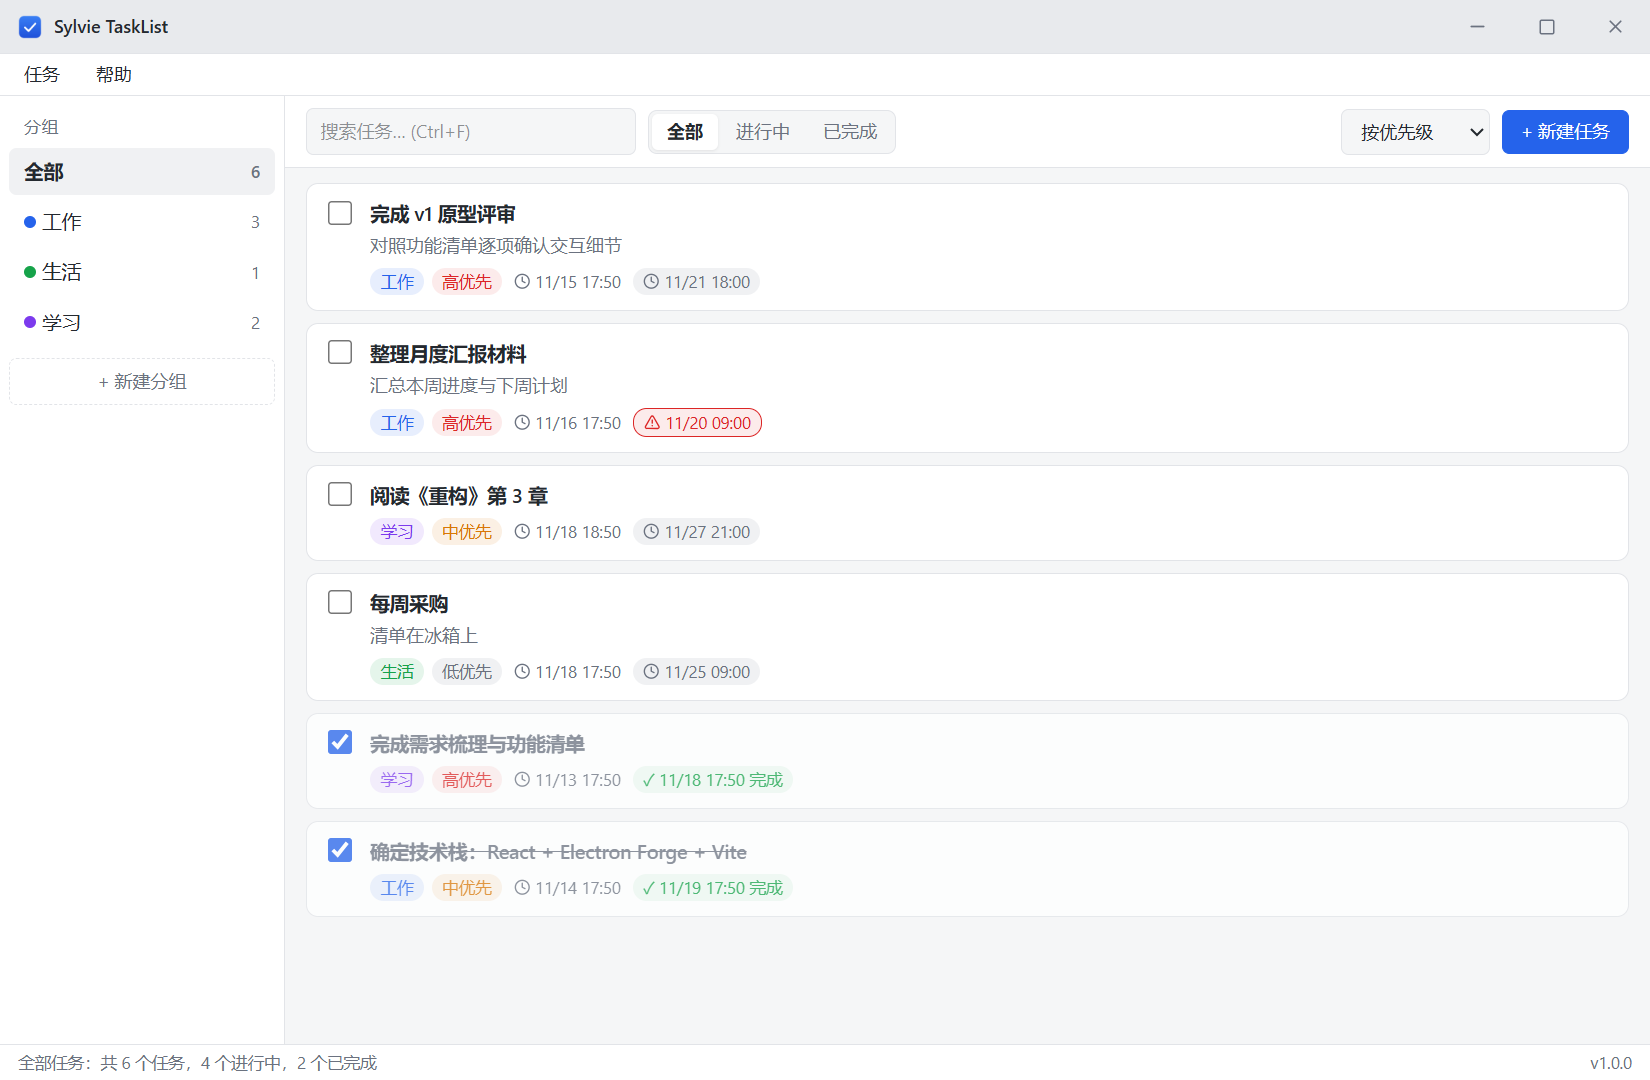 Sylvie TaskList
任务 帮助
分组
全部 6
工作 3
生活 1
学习 2
+ 新建分组
搜索任务... (Ctrl+F) 全部 进行中 已完成 按优先级 + 新建任务
完成 v1 原型评审
对照功能清单逐项确认交互细节
工作 高优先 11/15 17:50 11/21 18:00
整理月度汇报材料
汇总本周进度与下周计划
工作 高优先 11/16 17:50 11/20 09:00
阅读《重构》第 3 章
学习 中优先 11/18 18:50 11/27 21:00
每周采购
清单在冰箱上
生活 低优先 11/18 17:50 11/25 09:00
完成需求梳理与功能清单
学习 高优先 11/13 17:50 ✓ 11/18 17:50 完成
确定技术栈：React + Electron Forge + Vite
工作 中优先 11/14 17:50 ✓ 11/19 17:50 完成
全部任务：共 6 个任务，4 个进行中，2 个已完成
v1.0.0